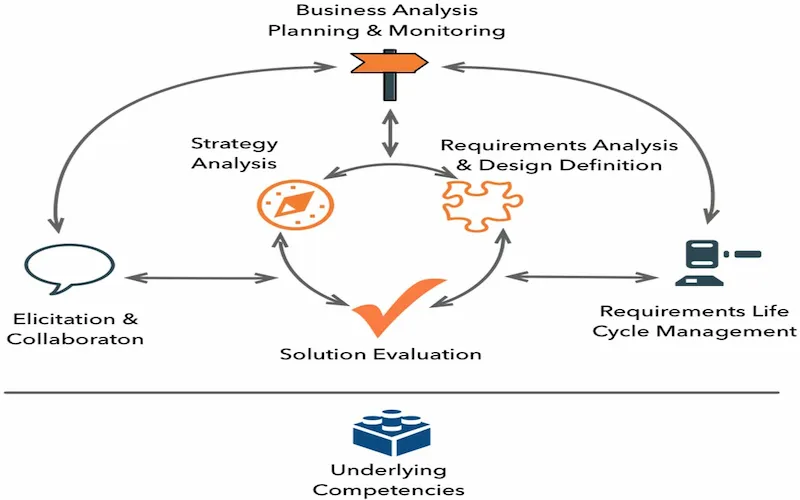 Business Analysis
Planning & Monitoring
Strategy
Analysis
Requirements Analysis
& Design Definition
Elicitation &
Collaboraton
Requirements Life
Cycle Management
Solution Evaluation
Underlying
Competencies